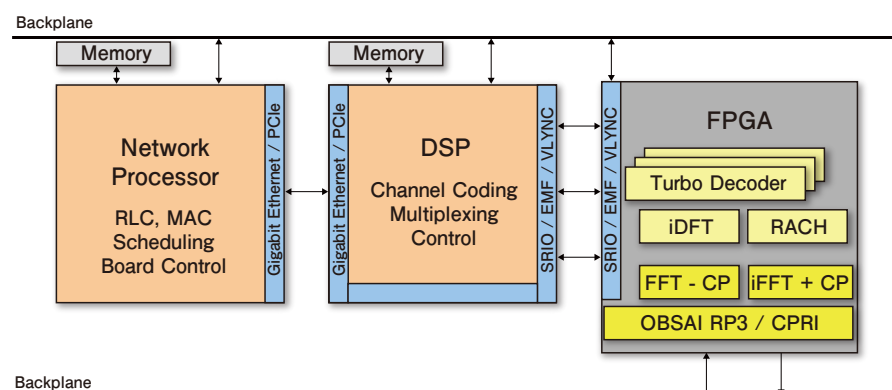 Backplane
Memory
Memory
Network
Processor
RLC, MAC
Scheduling
Board Control
Gigabit Ethernet / PCIe
Gigabit Ethernet / PCIe
DSP
Channel Coding
Multiplexing
Control
SRIO / EMF / VLYNC
SRIO / EMF / VLYNC
FPGA
Turbo Decoder
iDFT
RACH
FFT - CP
iFFT + CP
OBSAI RP3 / CPRI
Backplane